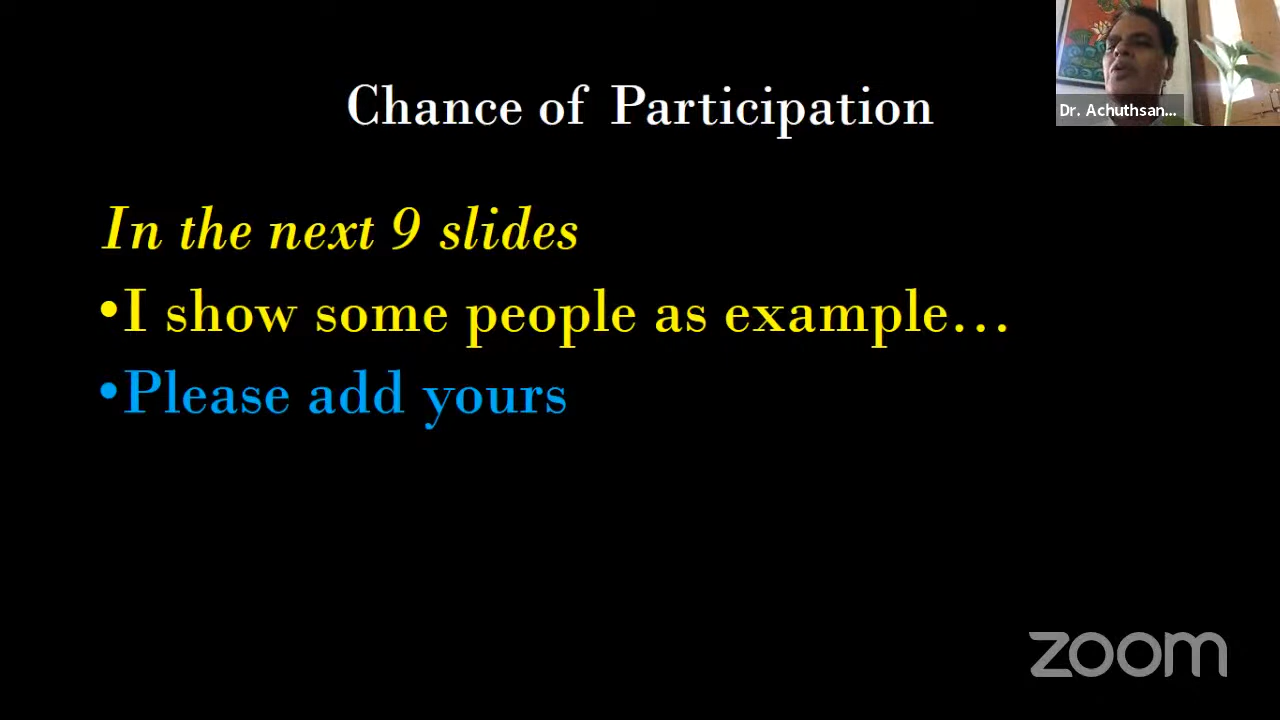 Chance of Participation
Dr. Achuthsan...
In the next 9 slides
•I show some people as example…
•Please add yours
zoom